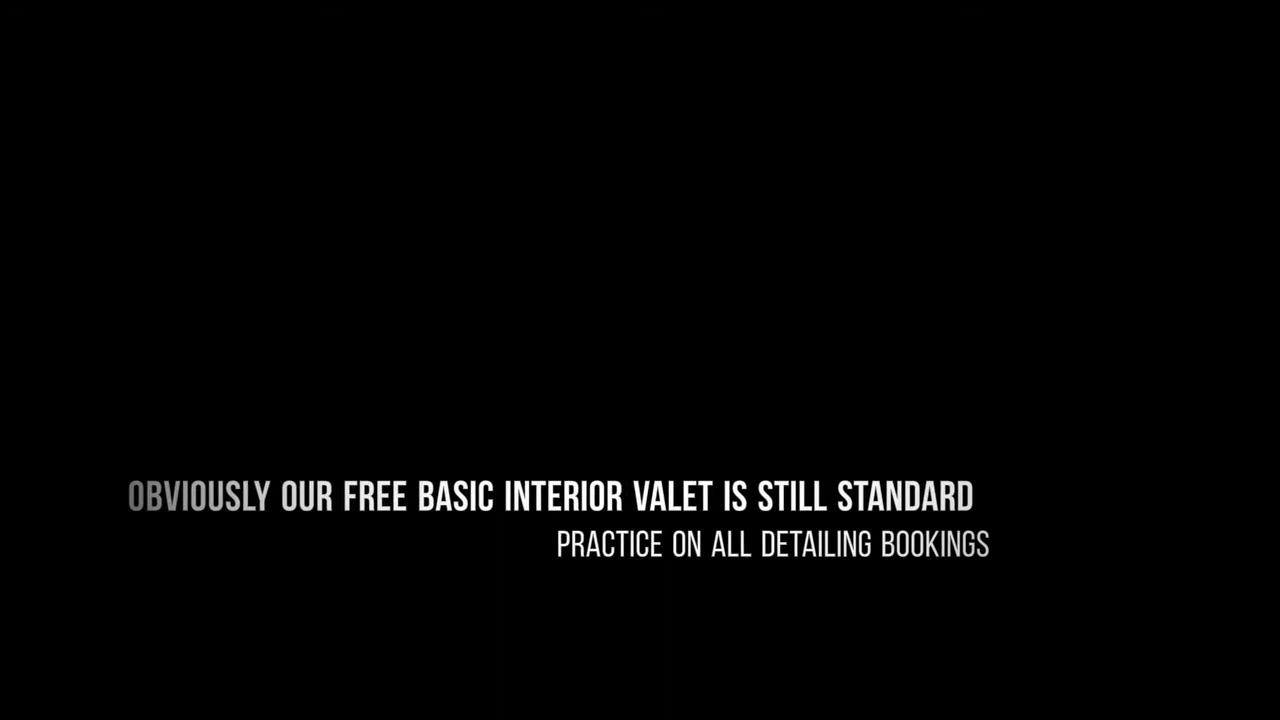 OBVIOUSLY OUR FREE BASIC INTERIOR VALET IS STILL STANDARD
PRACTICE ON ALL DETAILING BOOKINGS